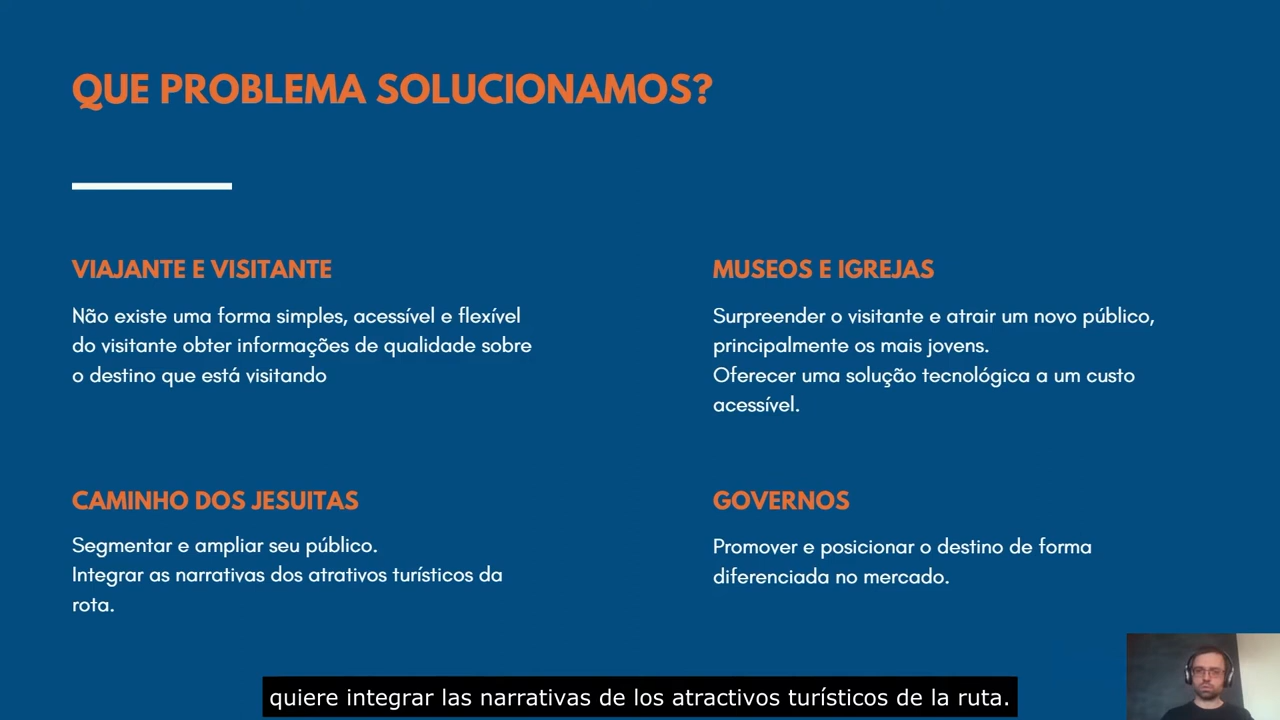 QUE PROBLEMA SOLUCIONAMOS?
VIAJANTE E VISITANTE
Não existe uma forma simples, acessível e flexível
do visitante obter informações de qualidade sobre
o destino que está visitando
MUSEOS E IGREJAS
Surpreender o visitante e atrair um novo público,
principalmente os mais jovens.
Oferecer uma solução tecnológica a um custo
acessível.
CAMINHO DOS JESUITAS
Segmentar e ampliar seu público.
Integrar as narrativas dos atrativos turísticos da
rota.
GOVERNOS
Promover e posicionar o destino de forma
diferenciada no mercado.
quiere integrar las narrativas de los atractivos turísticos de la ruta.